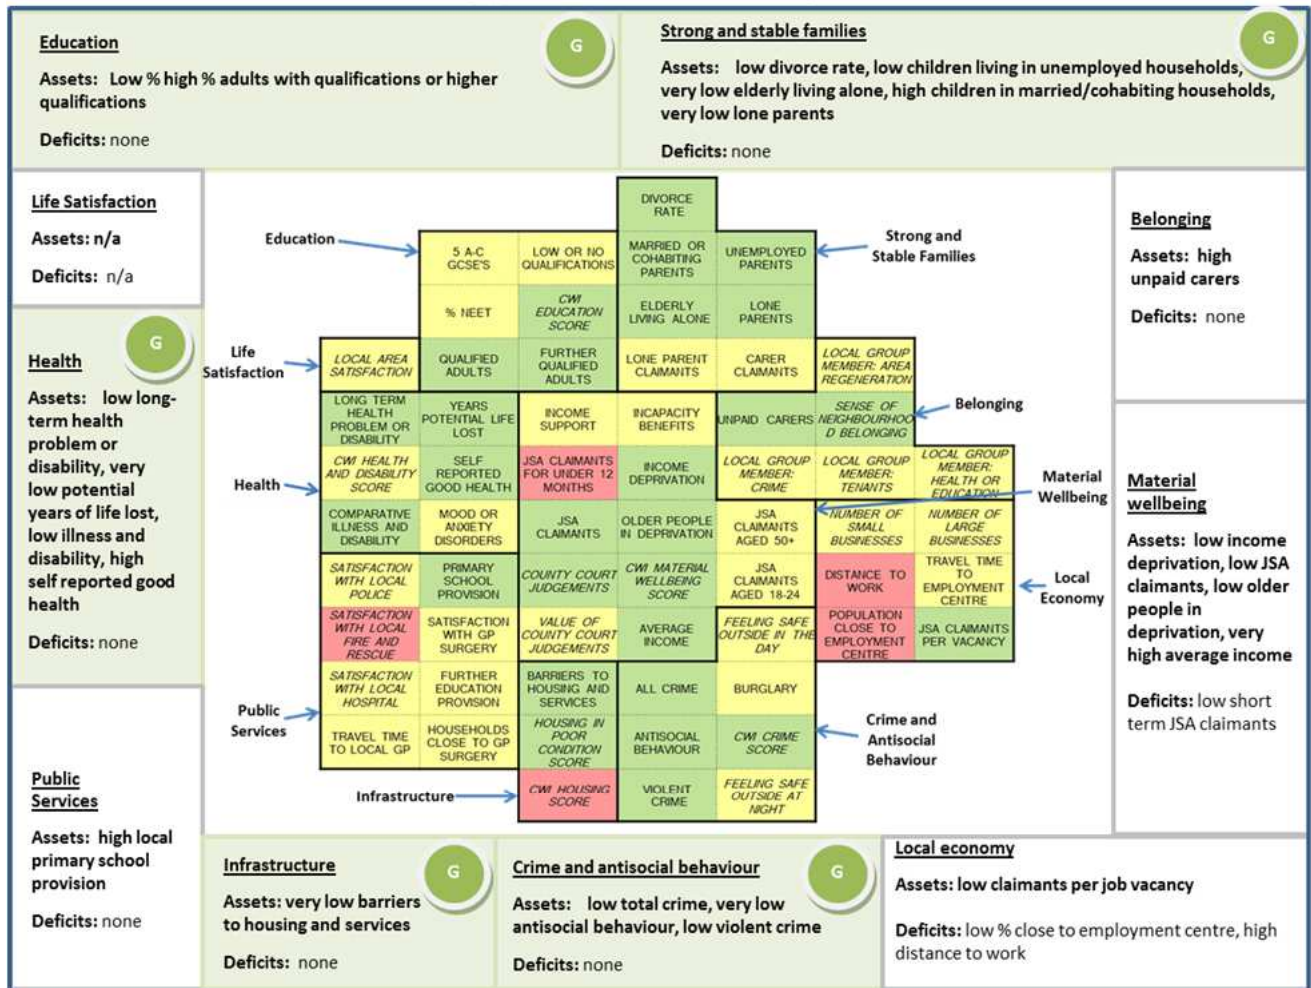 Education
G
Assets: Low % high % adults with qualifications or higher
qualifications
Deficits: none
Strong and stable families
G
Assets: low divorce rate, low children living in unemployed households,
very low elderly living alone, high children in married/cohabiting households,
very low lone parents
Deficits: none
Life Satisfaction
Assets: n/a
Deficits: n/a
Health
G
Assets: low long-
term health
problem or
disability, very
low potential
years of life lost,
low illness and
disability, high
self reported good
health
Deficits: none
Public
Services
Assets: high local
primary school
provision
Deficits: none
Education
Life
Satisfaction
Health
Public
Services
Infrastructure
DIVORCE
RATE
5 A-C
GCSE'S
LOW OR NO
QUALIFICATIONS
MARRIED OR
COHABITING
PARENTS
UNEMPLOYED
PARENTS
% NEET
CWI
EDUCATION
SCORE
ELDERLY
LIVING ALONE
LONE
PARENTS
LOCAL AREA
SATISFACTION
QUALIFIED
ADULTS
FURTHER
QUALIFIED
ADULTS
LONE PARENT
CLAIMANTS
CARER
CLAIMANTS
LOCAL GROUP
MEMBER: AREA
REGENERATION
LONG TERM
HEALTH
PROBLEM OR
DISABILITY
YEARS
POTENTIAL LIFE
LOST
INCOME
SUPPORT
INCAPACITY
BENEFITS
UNPAID CARERS
SENSE OF
NEIGHBOURHOO
D BELONGING
CWI HEALTH
AND DISABILITY
SCORE
SELF
REPORTED
GOOD HEALTH
JSA CLAIMANTS
FOR UNDER 12
MONTHS
INCOME
DEPRIVATION
LOCAL GROUP
MEMBER:
CRIME
LOCAL GROUP
MEMBER:
TENANTS
LOCAL GROUP
MEMBER:
HEALTH OR
EDUCATION
COMPARATIVE
ILLNESS AND
DISABILITY
MOOD OR
ANXIETY
DISORDERS
JSA
CLAIMANTS
OLDER PEOPLE
IN DEPRIVATION
JSA
CLAIMANTS
AGED 50+
NUMBER OF
SMALL
BUSINESSES
NUMBER OF
LARGE
BUSINESSES
SATISFACTION
WITH LOCAL
POLICE
PRIMARY
SCHOOL
PROVISION
COUNTY COURT
JUDGEMENTS
CWI MATERIAL
WELLBEING
SCORE
JSA
CLAIMANTS
AGED 18-24
DISTANCE TO
WORK
TRAVEL TIME
TO
EMPLOYMENT
CENTRE
SATISFACTION
WITH LOCAL
FIRE AND
RESCUE
SATISFACTION
WITH GP
SURGERY
VALUE OF
COUNTY COURT
JUDGEMENTS
AVERAGE
INCOME
FEELING SAFE
OUTSIDE IN THE
DAY
POPULATION
CLOSE TO
EMPLOYMENT
CENTRE
JSA CLAIMANTS
PER VACANCY
SATISFACTION
WITH LOCAL
HOSPITAL
FURTHER
EDUCATION
PROVISION
BARRIERS TO
HOUSING AND
SERVICES
ALL CRIME
BURGLARY
TRAVEL TIME
TO LOCAL GP
HOUSEHOLDS
CLOSE TO GP
SURGERY
HOUSING IN
POOR
CONDITION
SCORE
ANTISOCIAL
BEHAVIOUR
CWI CRIME
SCORE
CWI HOUSING
SCORE
VIOLENT
CRIME
FEELING SAFE
OUTSIDE AT
NIGHT
Strong and
Stable Families
Belonging
Material
Wellbeing
Local
Economy
Crime and
Antisocial
Behaviour
Belonging
Assets: high
unpaid carers
Deficits: none
Material
wellbeing
Assets: low income
deprivation, low JSA
claimants, low older
people in
deprivation, very
high average income
Deficits: low short
term JSA claimants
Infrastructure
G
Assets: very low barriers
to housing and services
Deficits: none
Crime and antisocial behaviour
G
Assets: low total crime, very low
antisocial behaviour, low violent crime
Deficits: none
Local economy
Assets: low claimants per job vacancy
Deficits: low % close to employment centre, high
distance to work